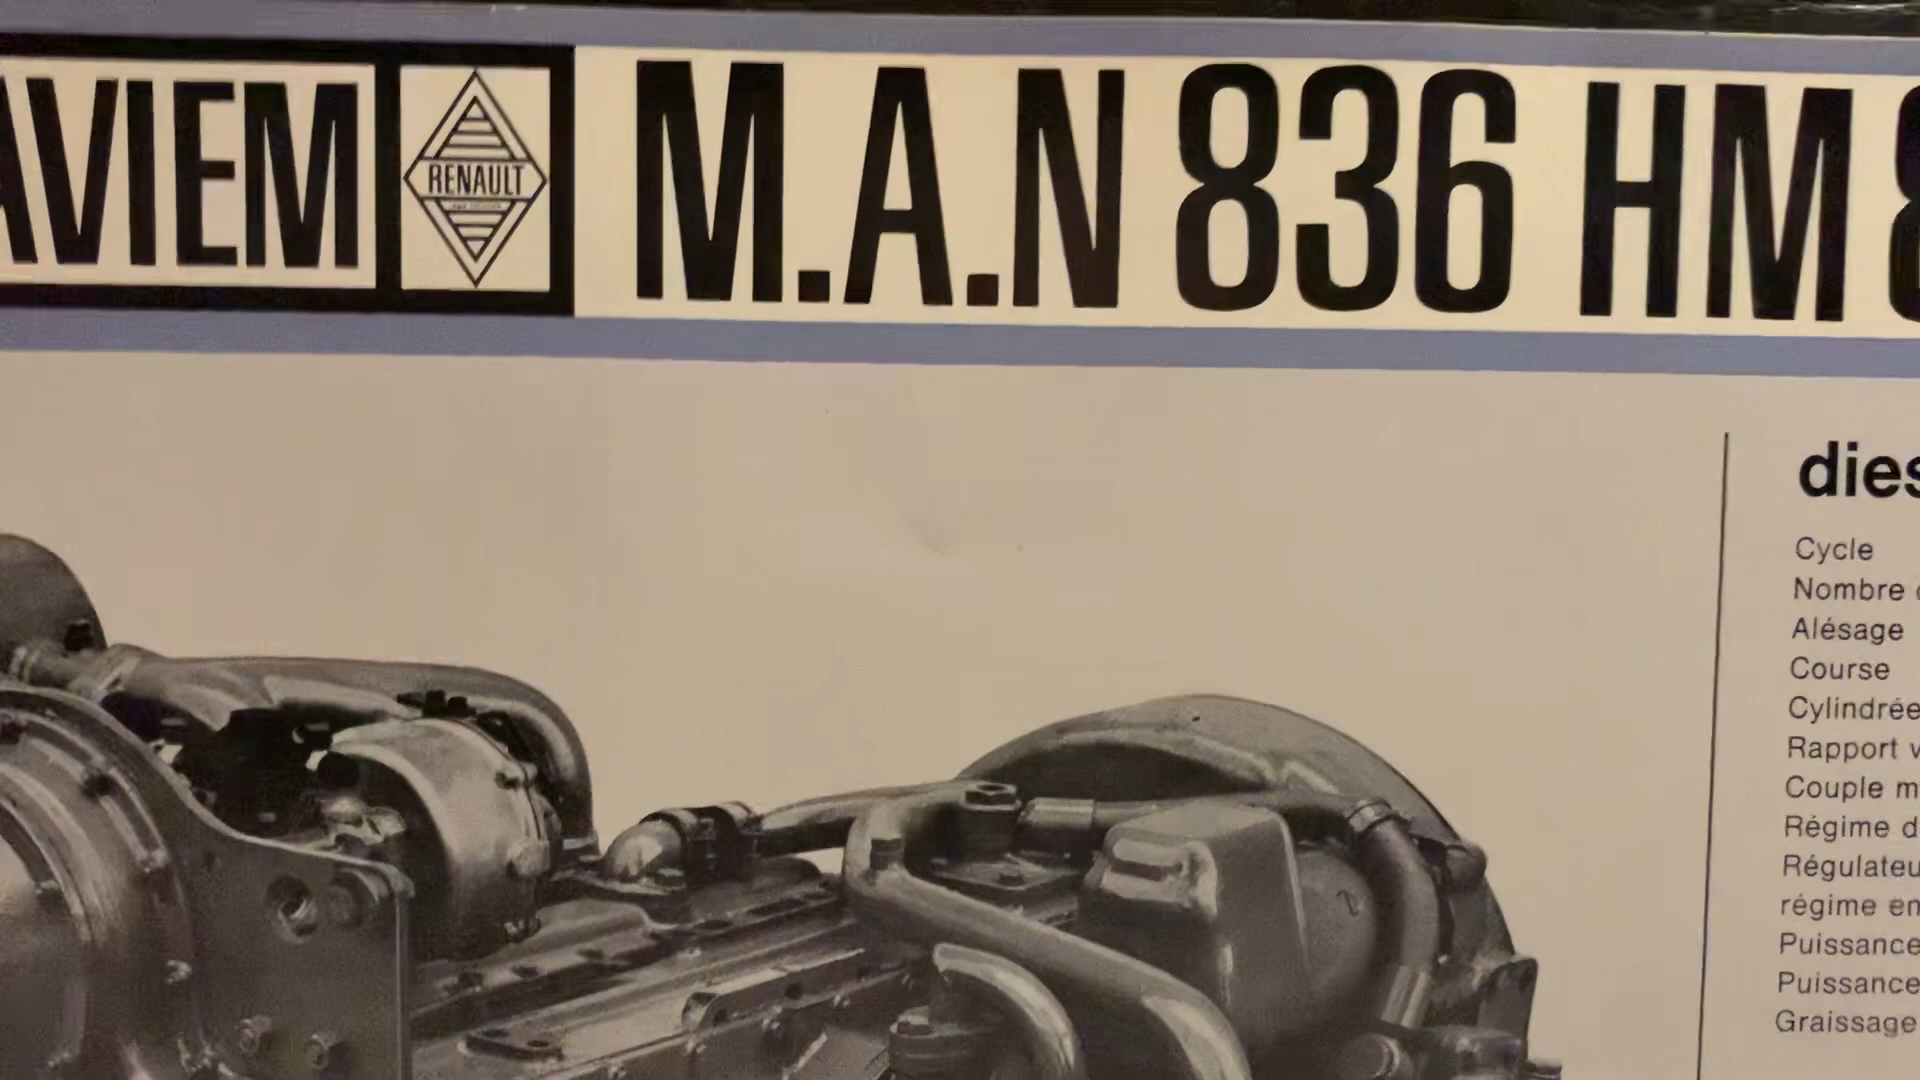 AVIEM RENAULT M.A.N 836 HM 8
dies
Cycle
Nombre
Alésage
Course
Cylindrée
Rapport v
Couple m
Régime d
Régulateu
régime en
Puissance
Puissance
Graissage